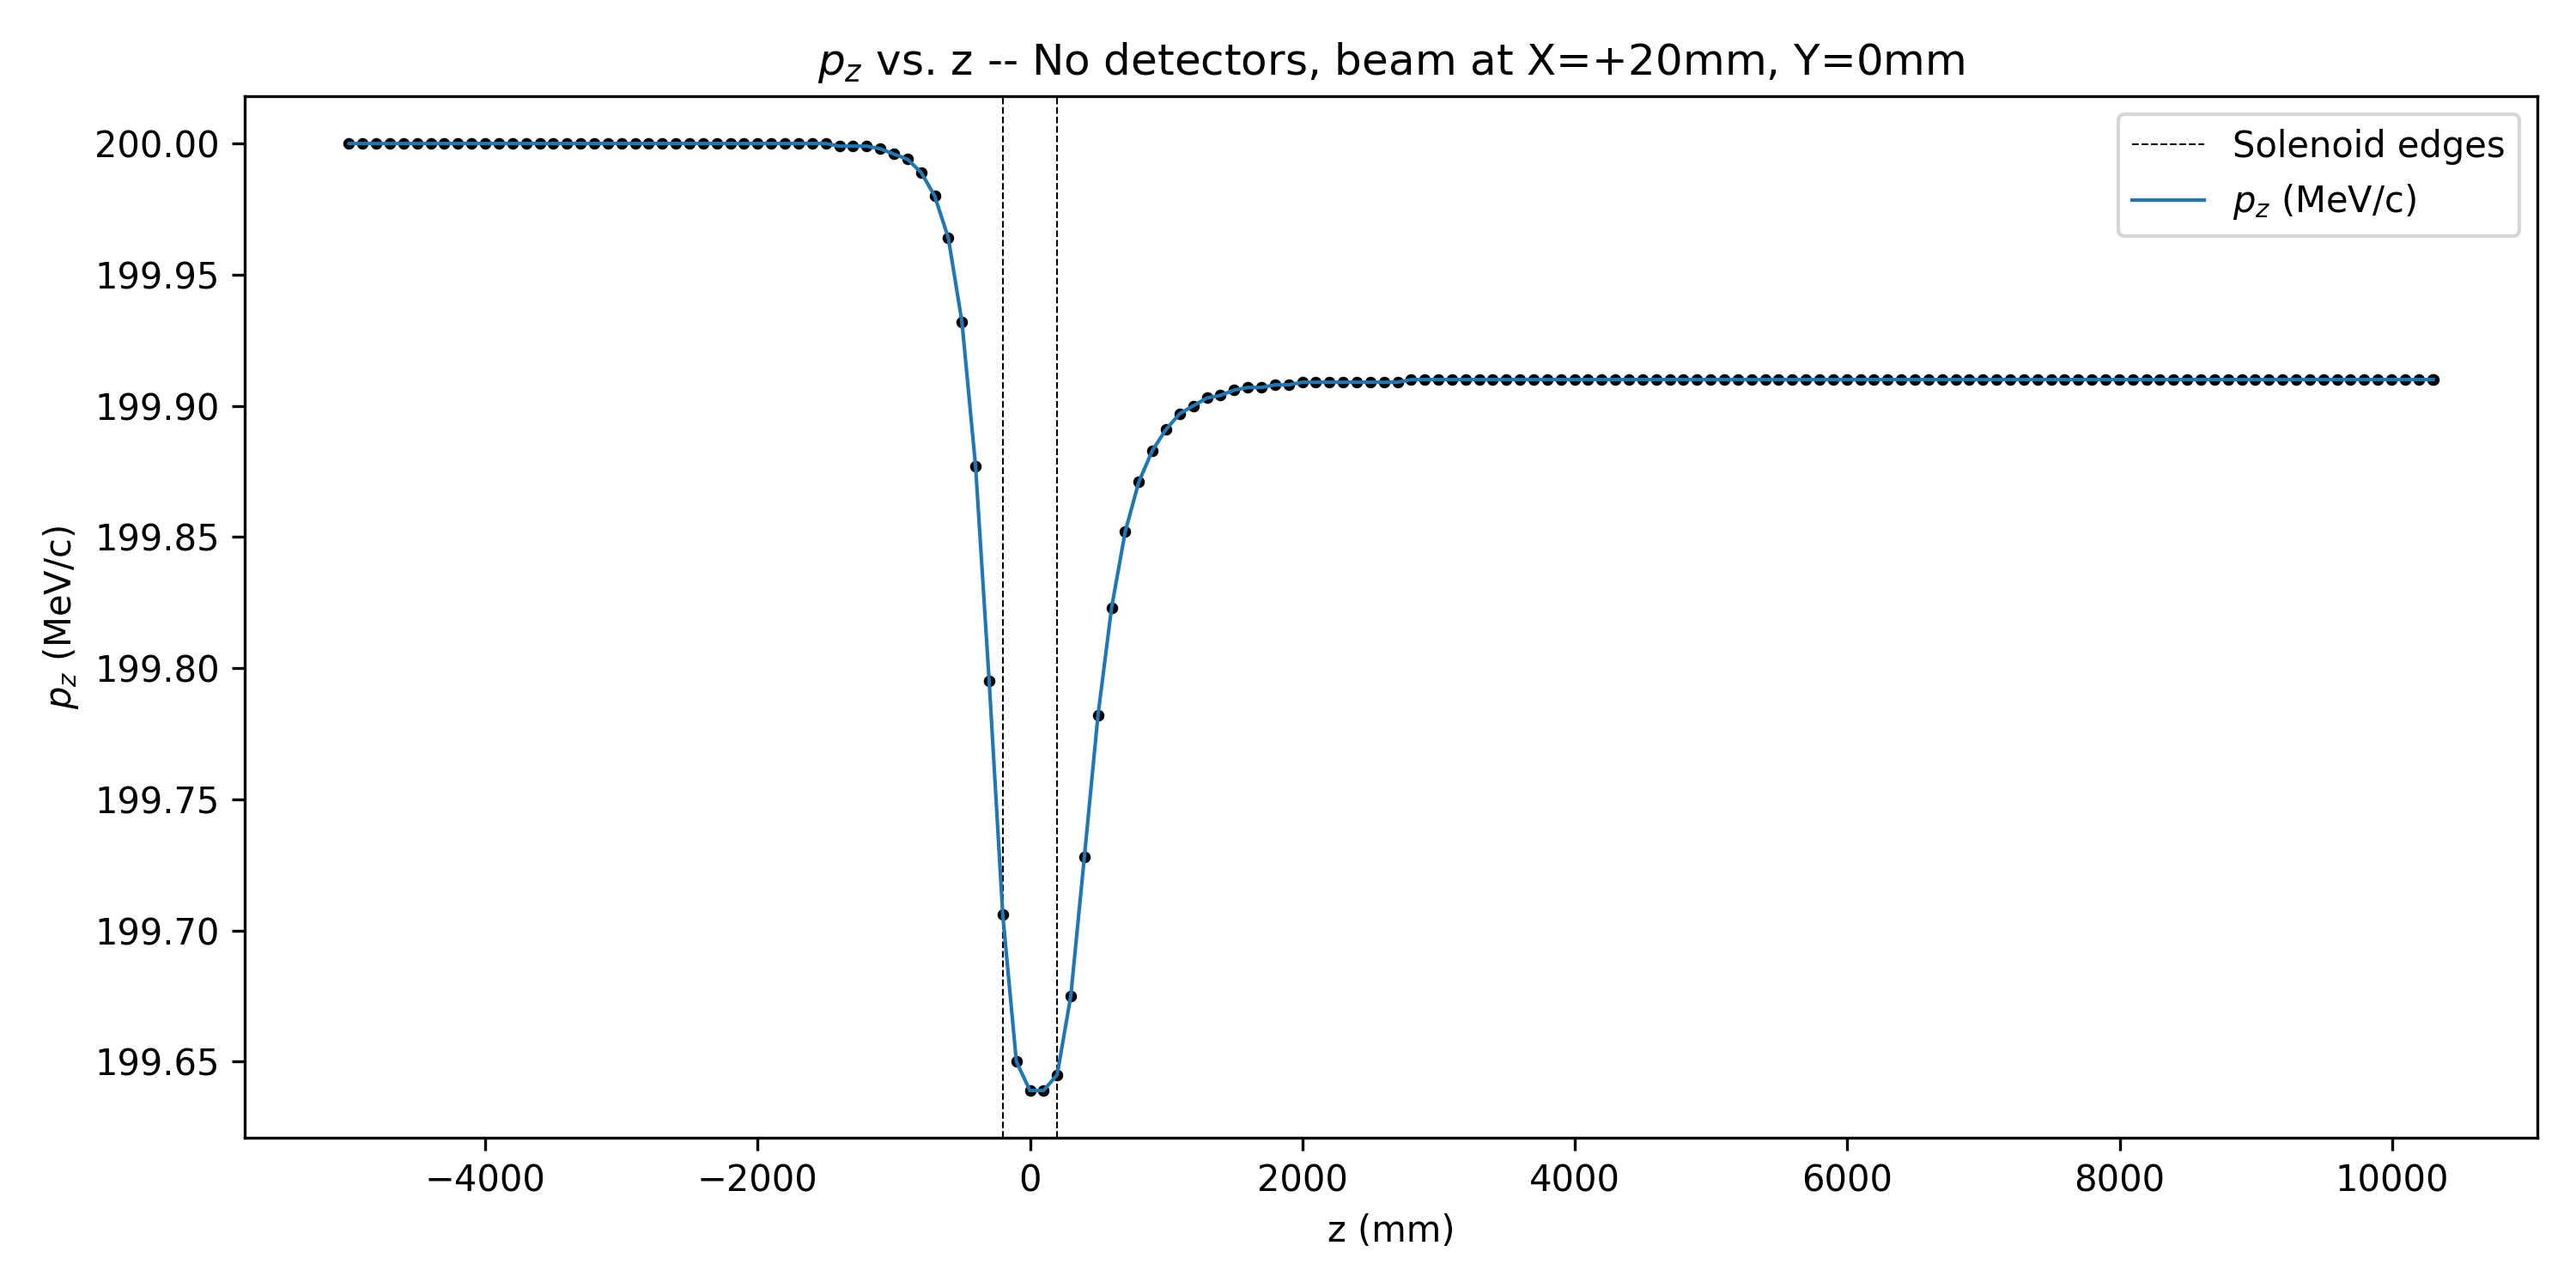 p_z vs. z -- No detectors, beam at X=+20mm, Y=0mm
Solenoid edges
p_z (MeV/c)
p_z (MeV/c)
200.00
199.95
199.90
199.85
199.80
199.75
199.70
199.65
−4000 −2000 0 2000 4000 6000 8000 10000
z (mm)